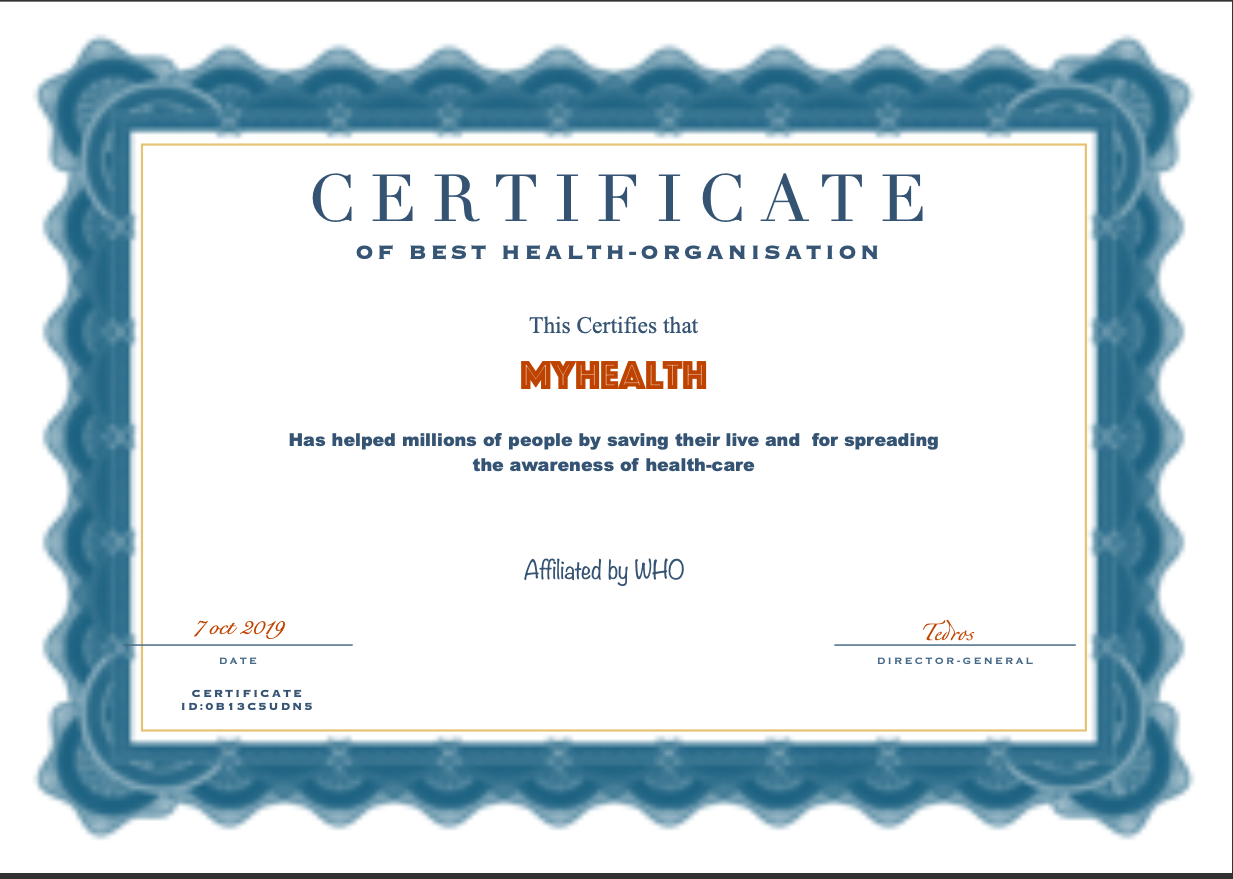 CERTIFICATE
OF BEST HEALTH-ORGANISATION
This Certifies that
MYHEALTH
Has helped millions of people by saving their live and  for spreading
the awareness of health-care
Affiliated by WHO
7 oct 2019
Tedros
DATE
DIRECTOR-GENERAL
CERTIFICATE
ID:0B13C5UDN5